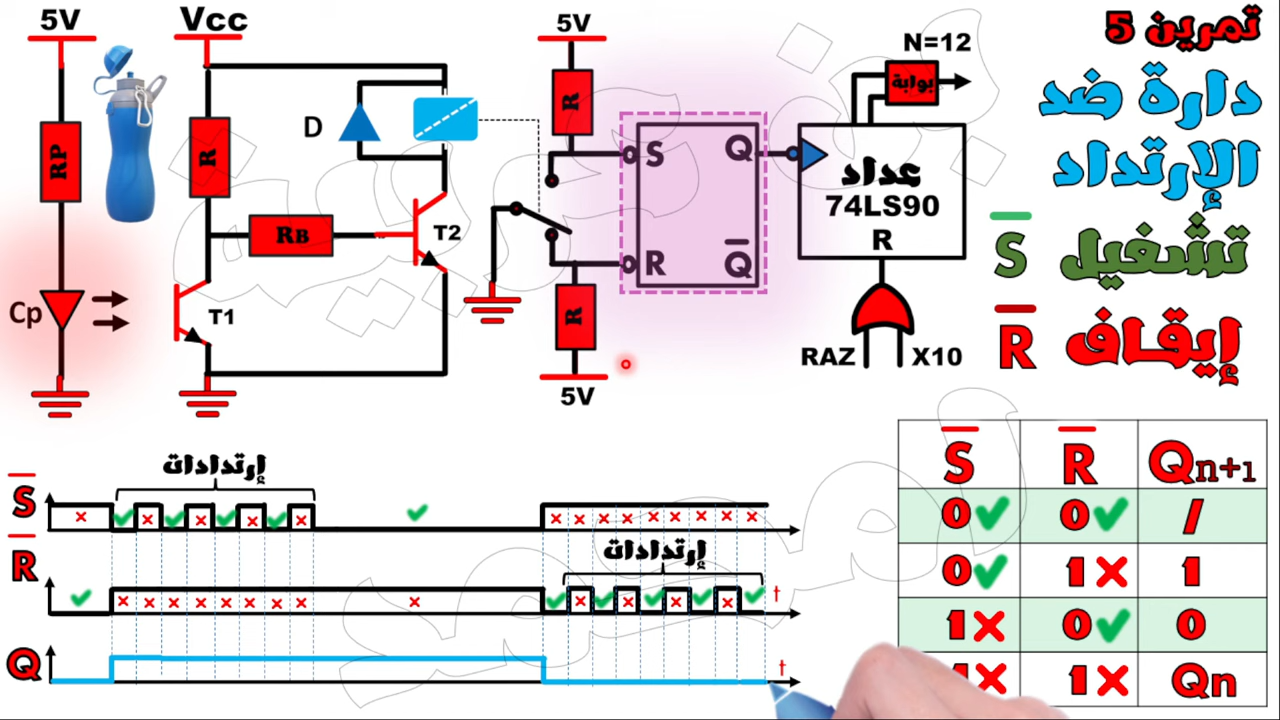 تمرين 5
دارة ضد
الإرتداد
S تشغيل
R إيقاف
5V
RP
Cp
Vcc
R
RB
T1
T2
D
5V
R
S
Q
R
Q
R
5V
N=12
بوابة
عداد
74LS90
R
RAZ
X10
S
إرتدادات
R
إرتدادات
t
Q
t
S R Qn+1
0 0 /
0 1 1
1 0 0
1 1 Qn